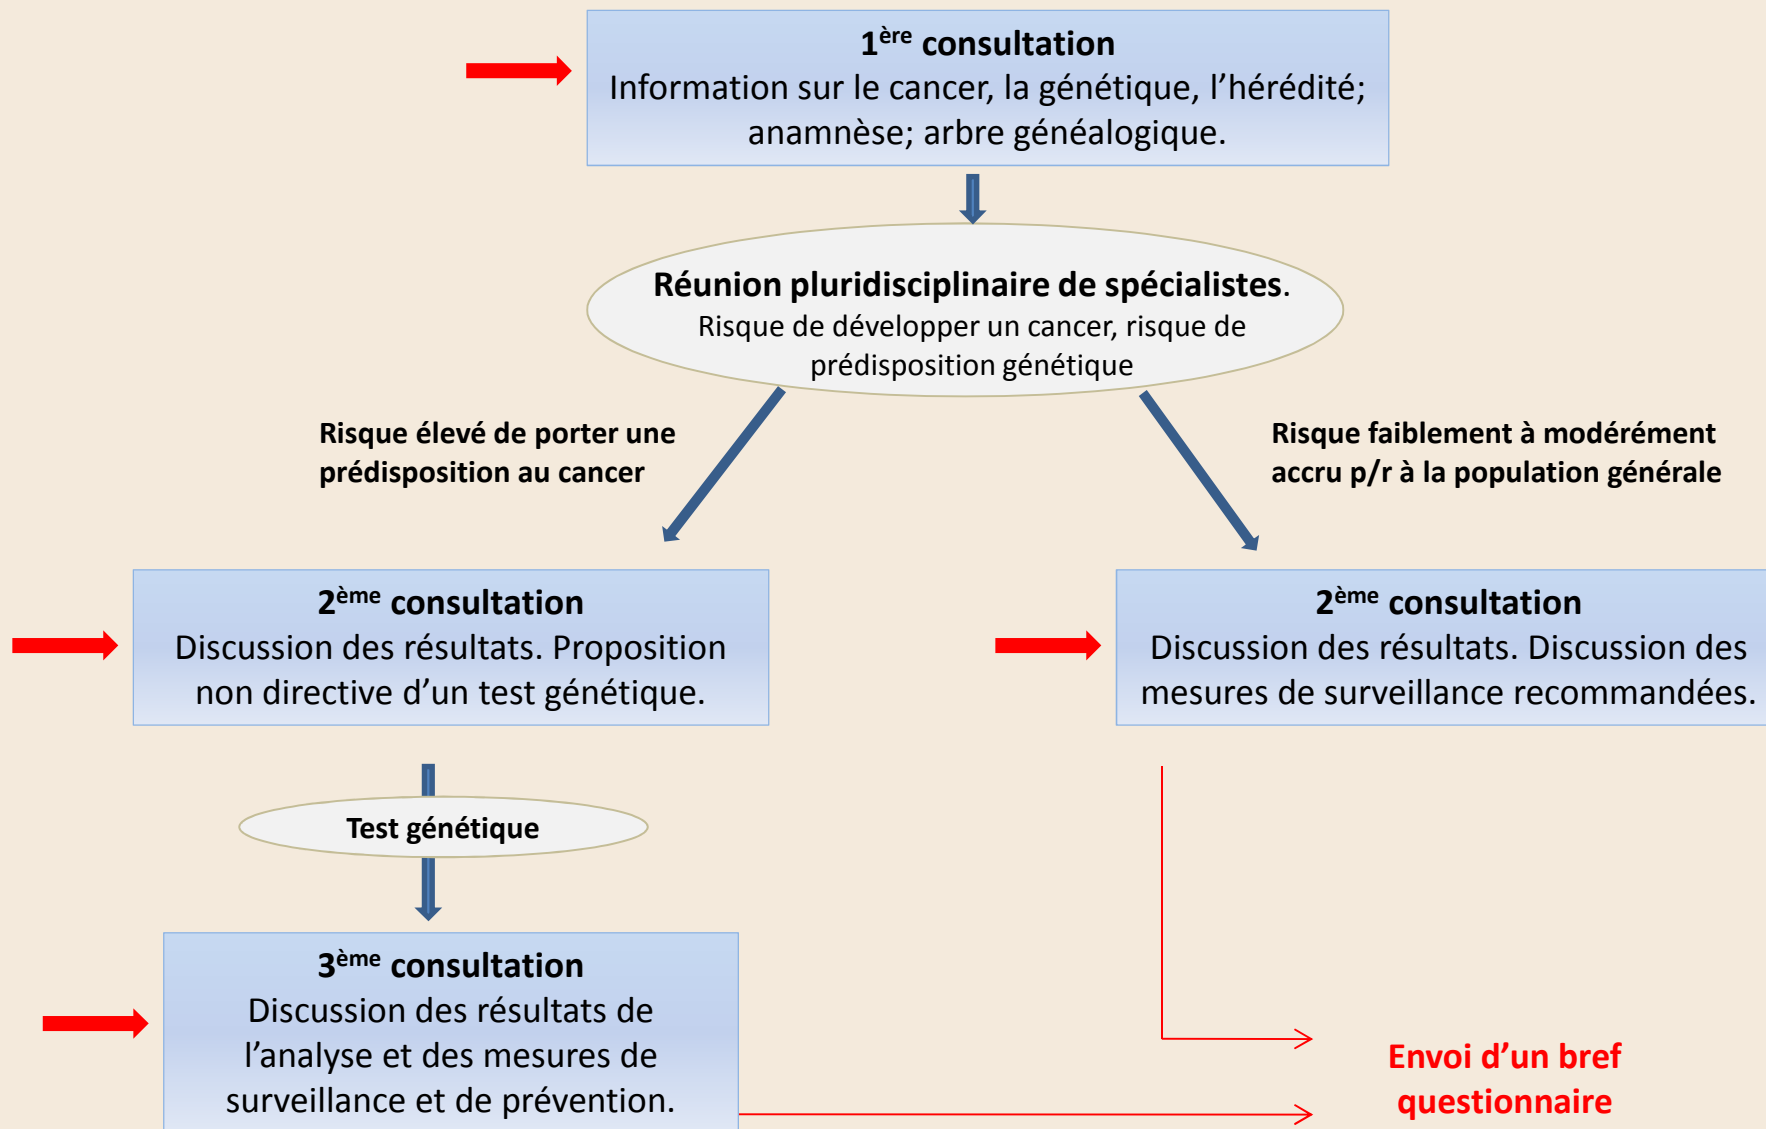 1ère consultation
Information sur le cancer, la génétique, l’hérédité;
anamnèse; arbre généalogique.
Réunion pluridisciplinaire de spécialistes.
Risque de développer un cancer, risque de
prédisposition génétique
Risque élevé de porter une
prédisposition au cancer
Risque faiblement à modérément
accru p/r à la population générale
2ème consultation
Discussion des résultats. Proposition
non directive d’un test génétique.
2ème consultation
Discussion des résultats. Discussion des
mesures de surveillance recommandées.
Test génétique
3ème consultation
Discussion des résultats de
l’analyse et des mesures de
surveillance et de prévention.
Envoi d’un bref
questionnaire